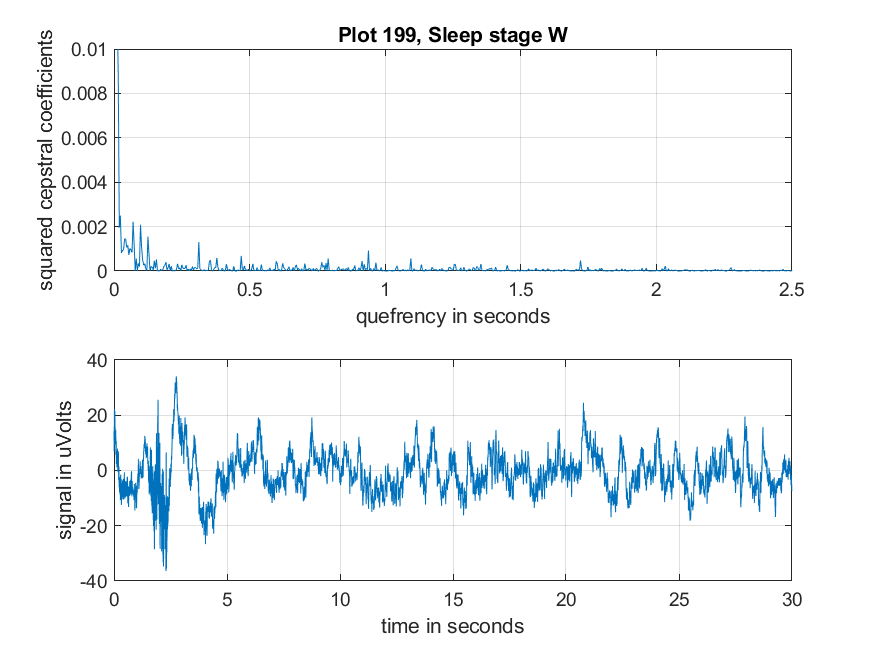 Plot 199, Sleep stage W
squared cepstral coefficients
0.01
0.008
0.006
0.004
0.002
0
0 0.5 1 1.5 2 2.5
quefrency in seconds
signal in uVolts
40
20
0
-20
-40
0 5 10 15 20 25 30
time in seconds